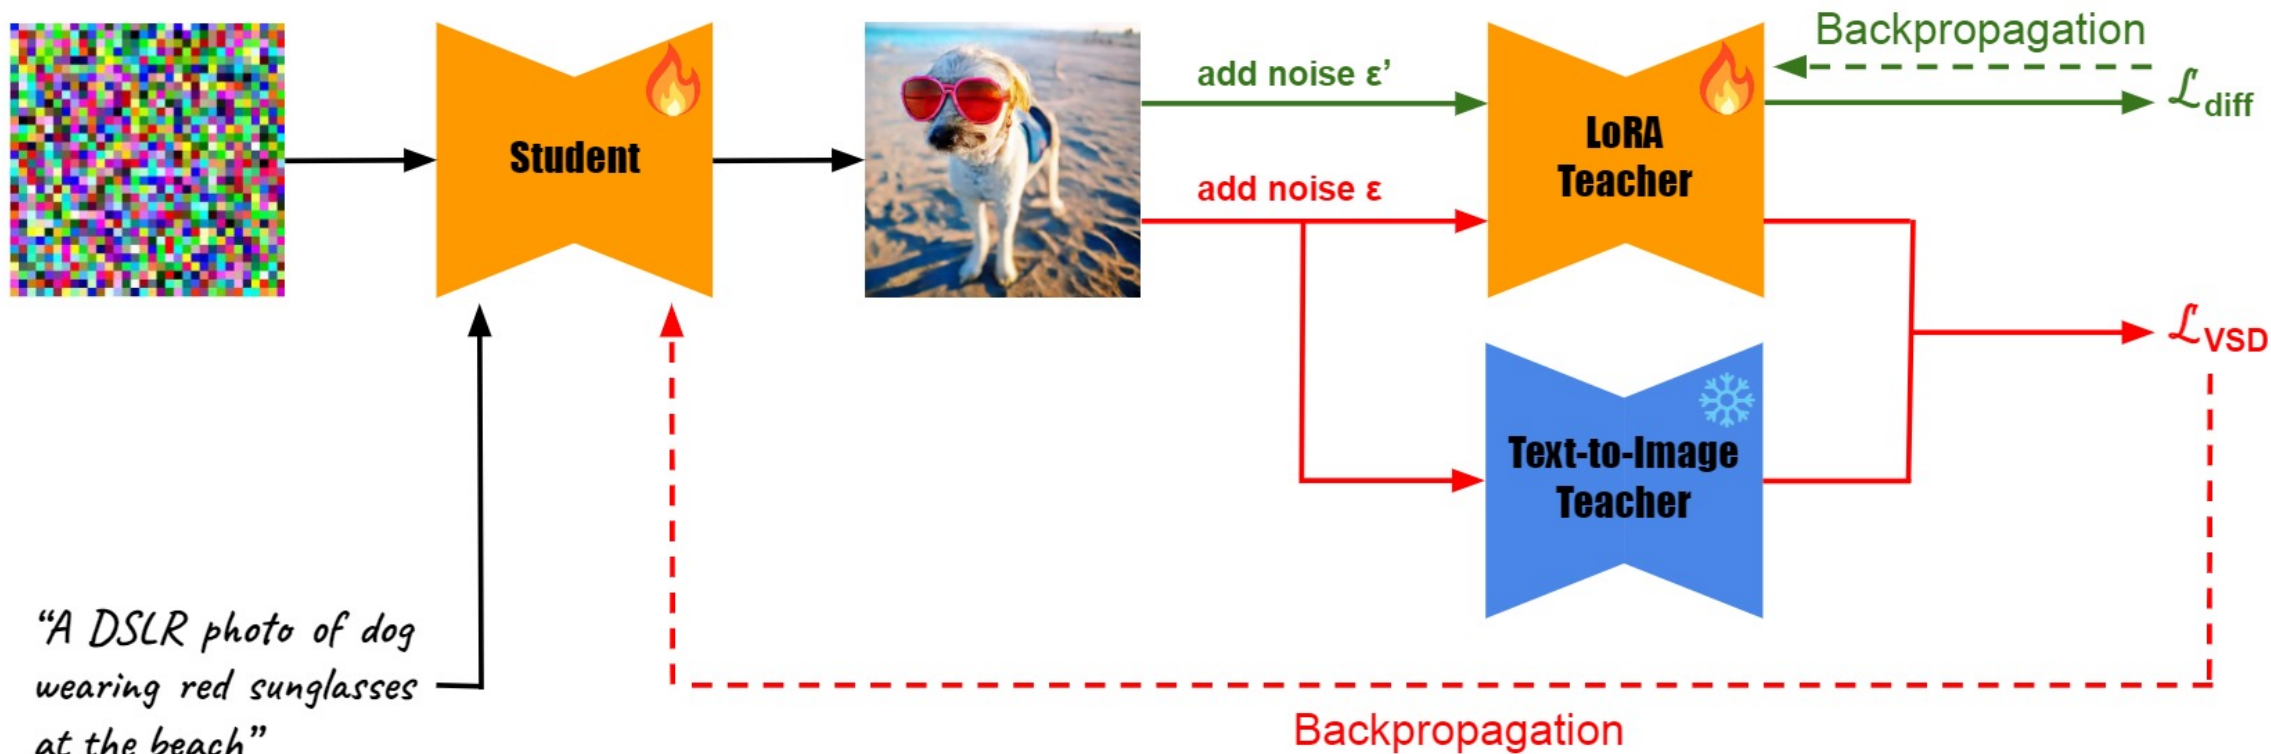 Backpropagation
add noise ε’
ℒdiff
Student
LoRA
Teacher
add noise ε
ℒVSD
Text-to-Image
Teacher
“A DSLR photo of dog
wearing red sunglasses
at the beach”
Backpropagation